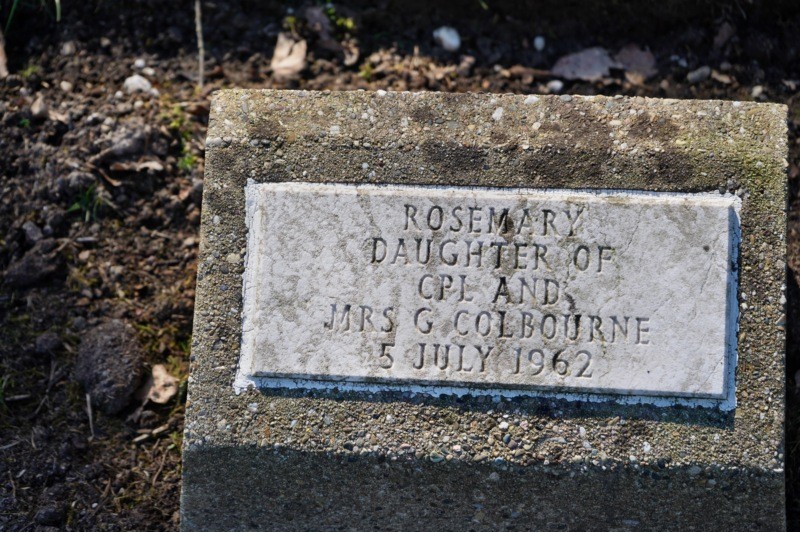 ROSEMARY
DAUGHTER OF
CPL AND
MRS G COLBOURNE
5 JULY 1962